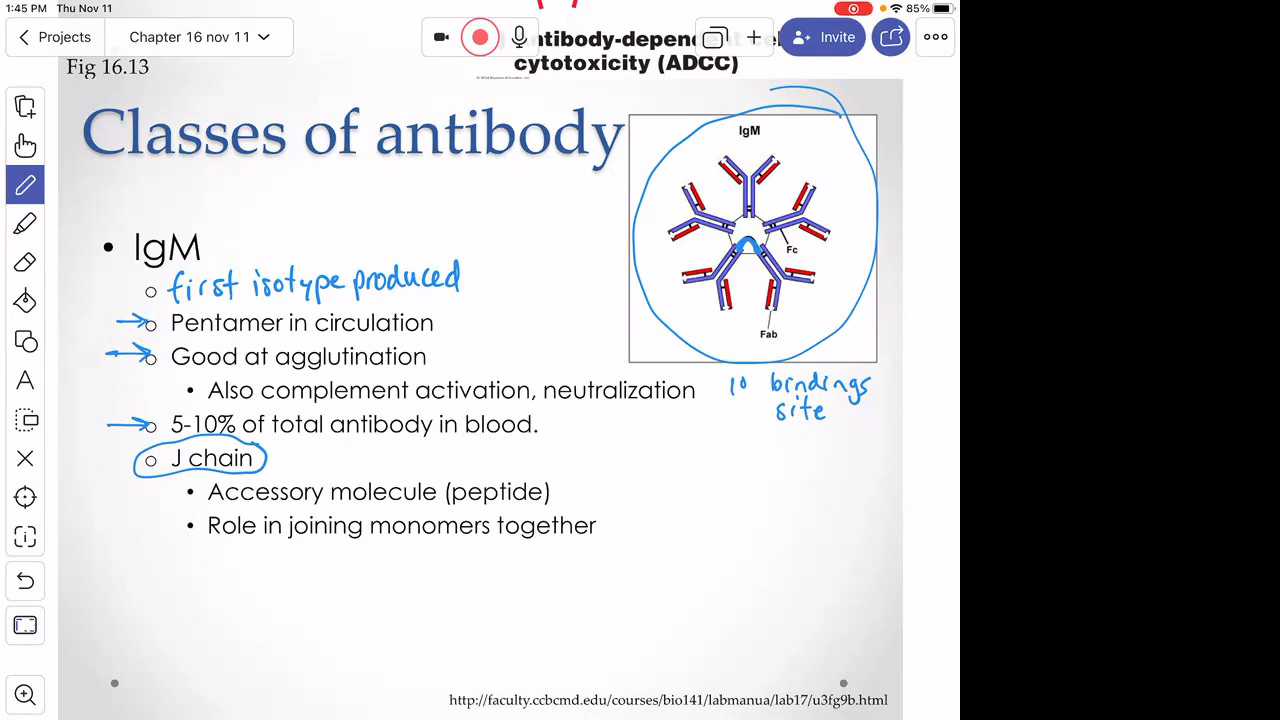 1:45 PM Thu Nov 11
85%
Projects
Chapter 16 nov 11
Invite
antibody-dependent
cytotoxicity (ADCC)
Fig 16.13
Classes of antibody
IgM
• IgM
first isotype produced
Pentamer in circulation
Good at agglutination
• Also complement activation, neutralization
5-10% of total antibody in blood.
J chain
• Accessory molecule (peptide)
• Role in joining monomers together
Fc
Fab
10 bindings
site
http://faculty.ccbcmd.edu/courses/bio141/labmanua/lab17/u3fg9b.html